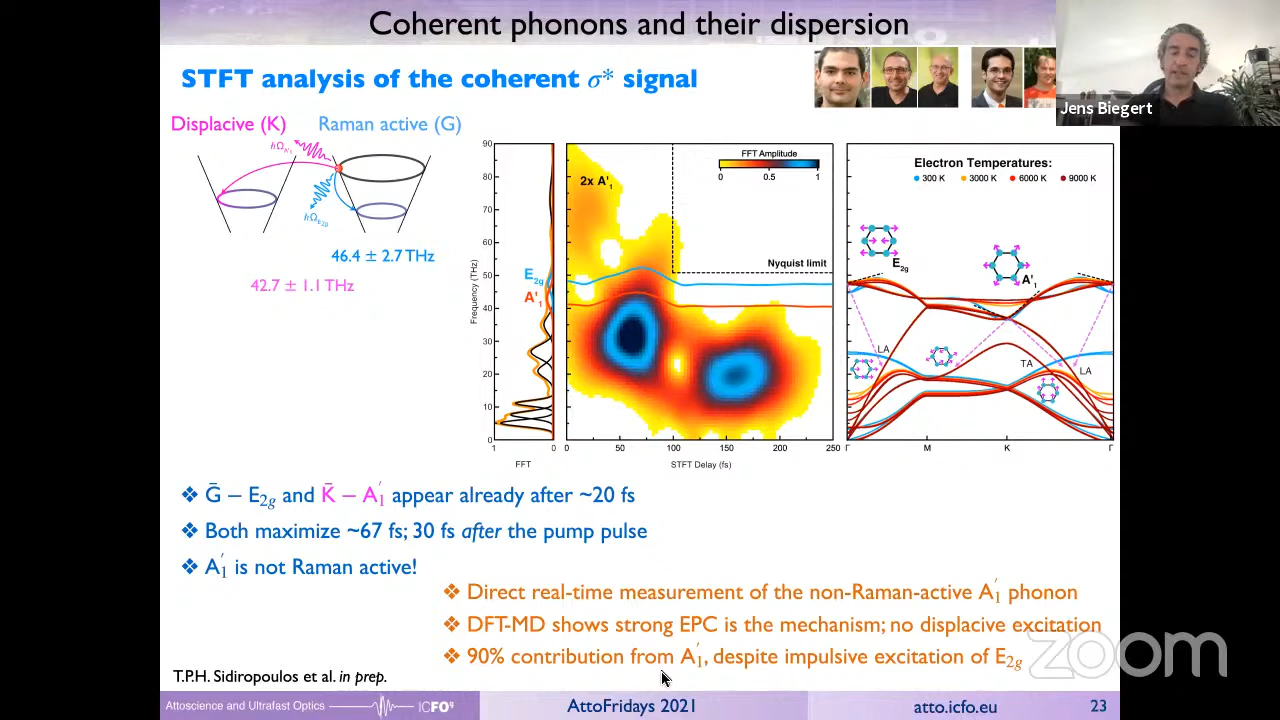 Coherent phonons and their dispersion
Jens Biegert
STFT analysis of the coherent σ* signal
Displacive (K)
Raman active (G)
ℏΩA'1
ℏΩE2g
46.4 ± 2.7 THz
42.7 ± 1.1 THz
Frequency (THz)
90
80
70
60
50
40
30
20
10
0
E2g
A'1
1
0
FFT
2x A'1
FFT Amplitude
0
0.5
1
Nyquist limit
0
50
100
150
200
250
STFT Delay (fs)
Electron Temperatures:
300 K
3000 K
6000 K
9000 K
E2g
A'1
LA
TA
LA
Γ
M
K
Γ
❖ Ḡ – E2g and K̄ – A'1 appear already after ~20 fs
❖ Both maximize ~67 fs; 30 fs after the pump pulse
❖ A'1 is not Raman active!
❖ Direct real-time measurement of the non-Raman-active A'1 phonon
❖ DFT-MD shows strong EPC is the mechanism; no displacive excitation
❖ 90% contribution from A'1, despite impulsive excitation of E2g
zoom
T.P.H. Sidiropoulos et al. in prep.
Attoscience and Ultrafast Optics
ICFO
AttoFridays 2021
atto.icfo.eu
23